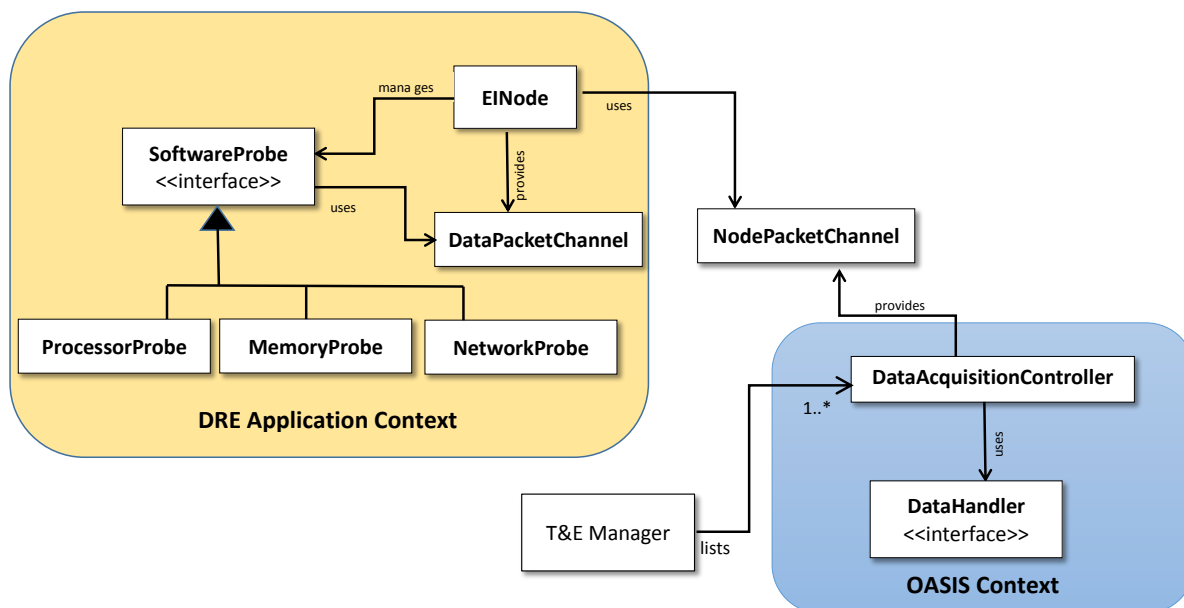 mana ges
EINode
uses
SoftwareProbe
<<interface>>
provides
uses
DataPacketChannel
NodePacketChannel
provides
ProcessorProbe
MemoryProbe
NetworkProbe
DataAcquisitionController
1..*
DRE Application Context
uses
DataHandler
<<interface>>
T&E Manager
lists
OASIS Context